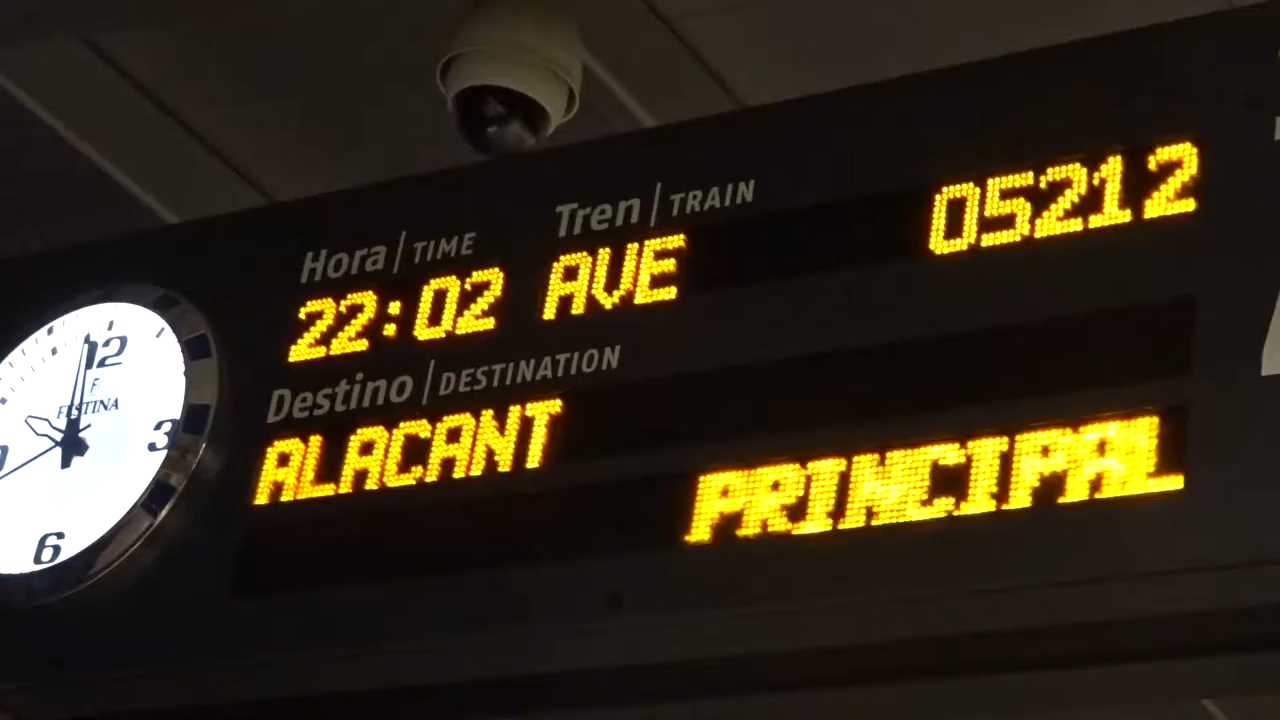 Hora | TIME
Tren | TRAIN
22:02 AVE 05212
Destino | DESTINATION
ALACANT
PRINCIPAL
12
F
FESTINA
3
6